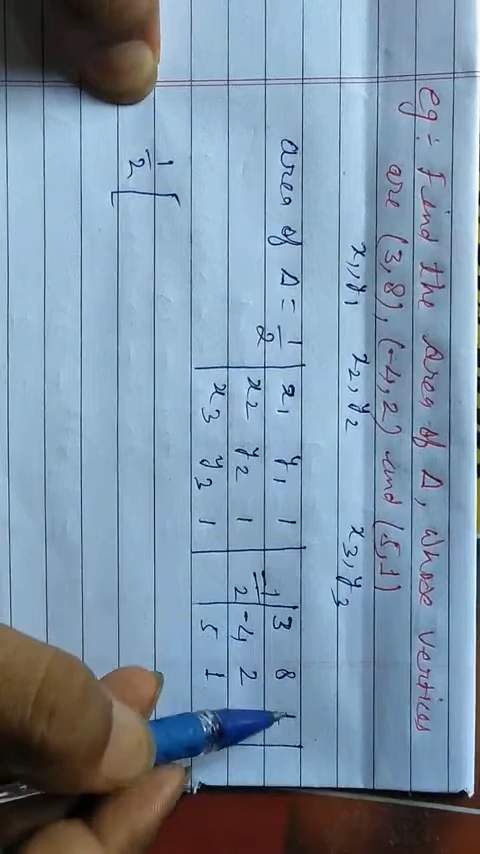 eg: Find the Area of Δ, whose vertices
are (3,8), (-4,2) and (5,1)
x₁,y₁ x₂,y₂ x₃,y₃
area of Δ = 1/2 | x₁ y₁ 1 | = 1/2 | 3 8 1 |
| x₂ y₂ 1 | | -4 2 |
| x₃ y₃ 1 | | 5 1 |
1/2 [